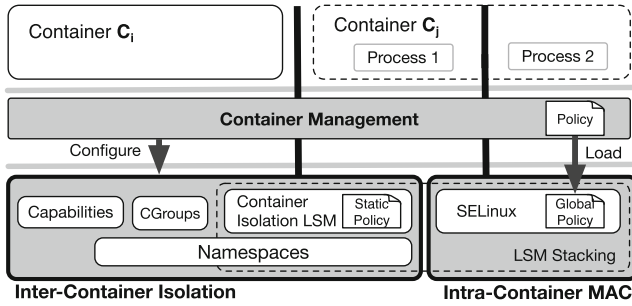 Container Ci
Container Cj
Process 1
Process 2
Container Management
Policy
Configure
Load
Capabilities
CGroups
Container
Isolation LSM
Static
Policy
SELinux
Global
Policy
Namespaces
LSM Stacking
Inter-Container Isolation
Intra-Container MAC